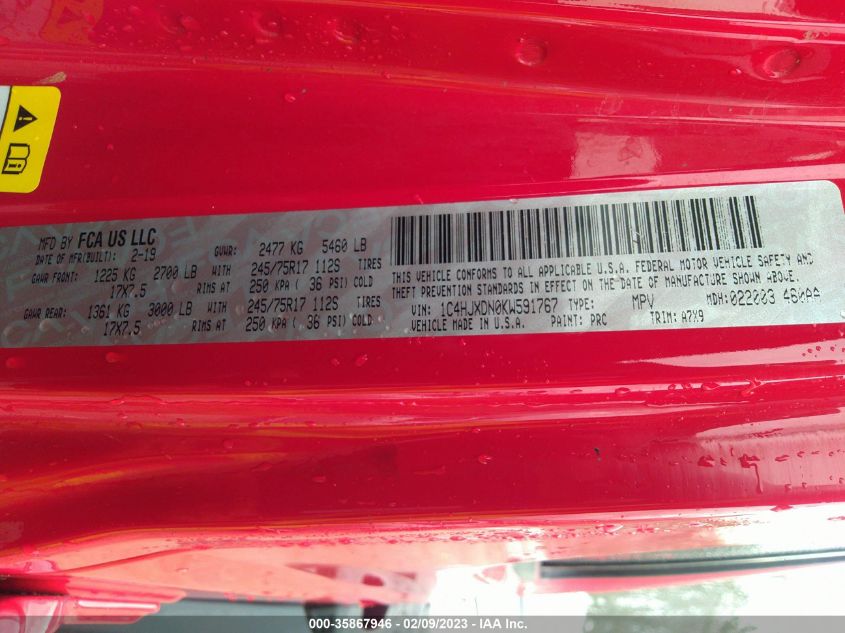 MFD BY FCA US LLC
DATE OF MFR(BUILT): 2-19
GVWR: 2477 KG 5460 LB
GAWR FRONT: 1225 KG 2700 LB WITH 245/75R17 112S TIRES
17X7.5 RIMS AT 250 KPA ( 36 PSI) COLD
GAWR REAR: 1361 KG 3000 LB WITH 245/75R17 112S TIRES
17X7.5 RIMS AT 250 KPA ( 36 PSI) COLD
THIS VEHICLE CONFORMS TO ALL APPLICABLE U.S.A. FEDERAL MOTOR VEHICLE SAFETY AND
THEFT PREVENTION STANDARDS IN EFFECT ON THE DATE OF MANUFACTURE SHOWN ABOVE.
VIN: 1C4HJXDN0KW591767 TYPE: MPV MDH:022003 460AA
VEHICLE MADE IN U.S.A. PAINT: PRC TRIM: A7X9
000-35867946 - 02/09/2023 - IAA Inc.